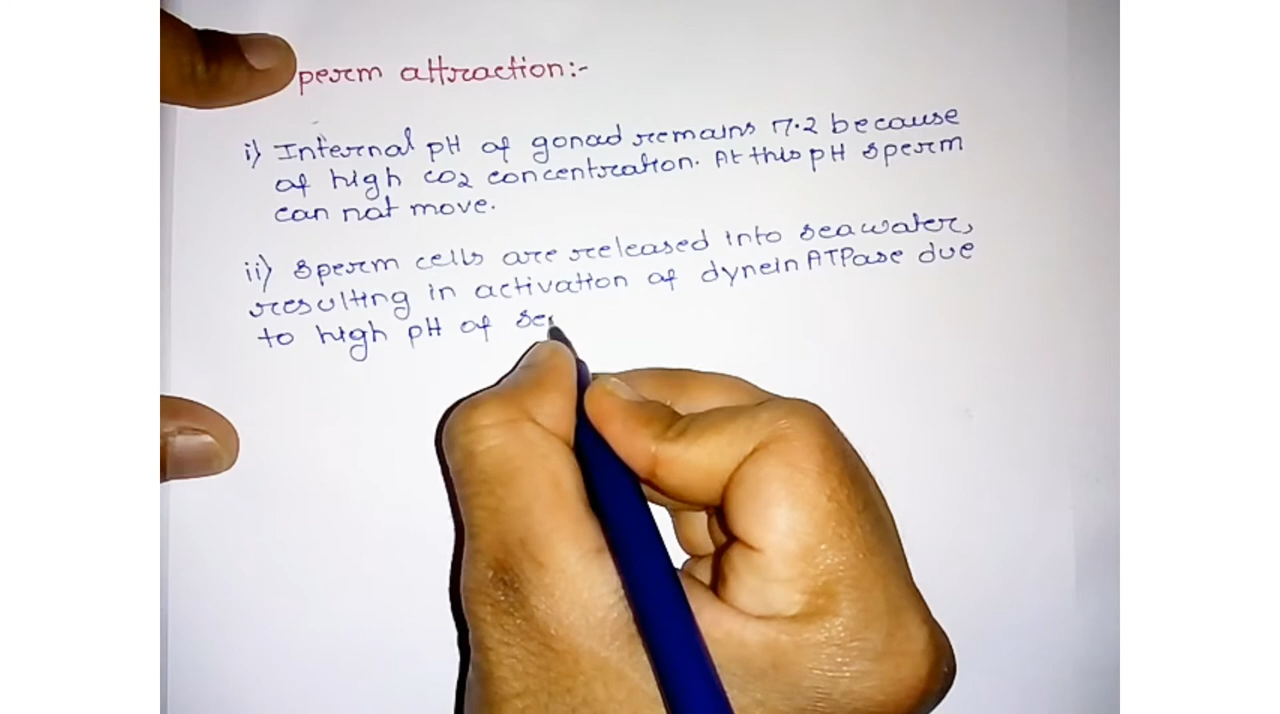 perm attraction:-
i) Internal pH of gonad remains 7.2 because
of high CO2 concentration. At this pH sperm
can not move.
ii) Sperm cells are released into seawater,
resulting in activation of dynein ATPase due
to high pH of se